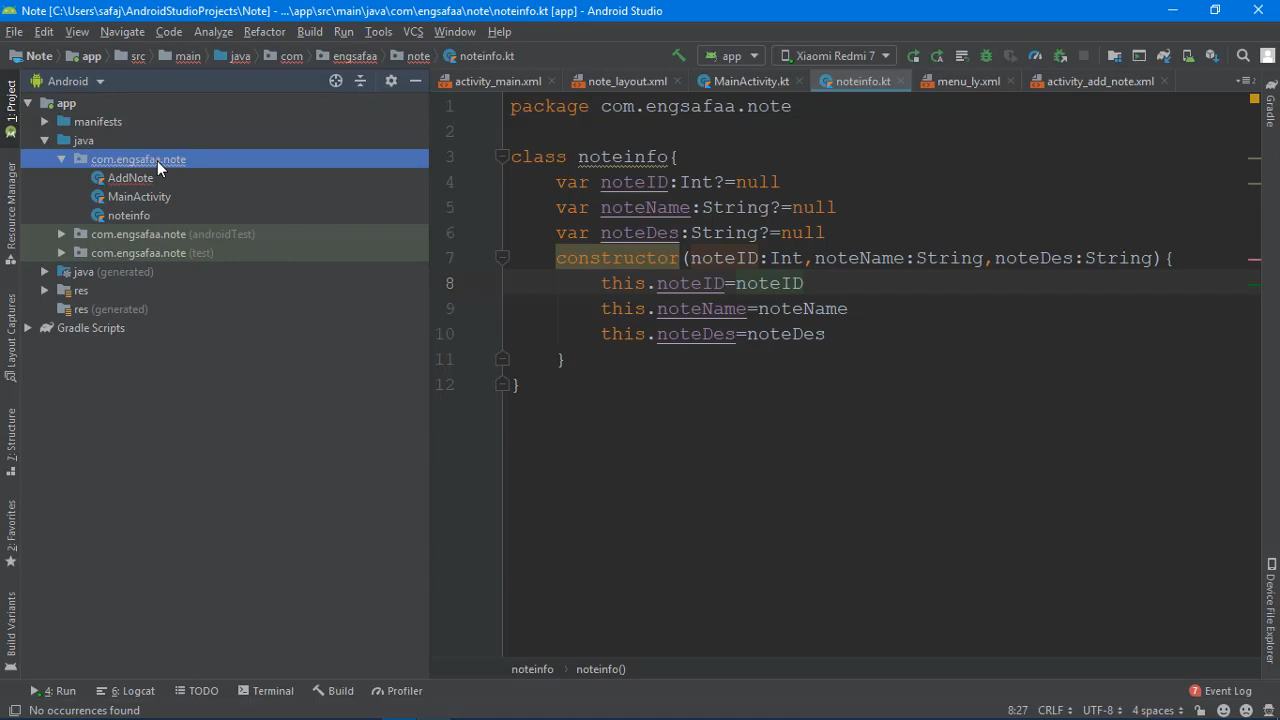 Note [C:\Users\safaj\AndroidStudioProjects\Note] - ...\app\src\main\java\com\engsafaa\note\noteinfo.kt [app] - Android Studio
File Edit View Navigate Code Analyze Refactor Build Run Tools VCS Window Help
Note app src main java com engsafaa note noteinfo.kt app Xiaomi Redmi 7
Android activity_main.xml note_layout.xml MainActivity.kt noteinfo.kt menu_ly.xml activity_add_note.xml
1: Project
Resource Manager
Layout Captures
7: Structure
2: Favorites
Build Variants
app
manifests
java
com.engsafaa.note
AddNote
MainActivity
noteinfo
com.engsafaa.note (androidTest)
com.engsafaa.note (test)
java (generated)
res
res (generated)
Gradle Scripts
1 package com.engsafaa.note
2
3 class noteinfo{
4 var noteID:Int?=null
5 var noteName:String?=null
6 var noteDes:String?=null
7 constructor(noteID:Int,noteName:String,noteDes:String){
8 this.noteID=noteID
9 this.noteName=noteName
10 this.noteDes=noteDes
11 }
12 }
Gradle
Device File Explorer
noteinfo › noteinfo()
4: Run 6: Logcat TODO Terminal Build Profiler 7 Event Log
No occurrences found 8:27 CRLF UTF-8 4 spaces